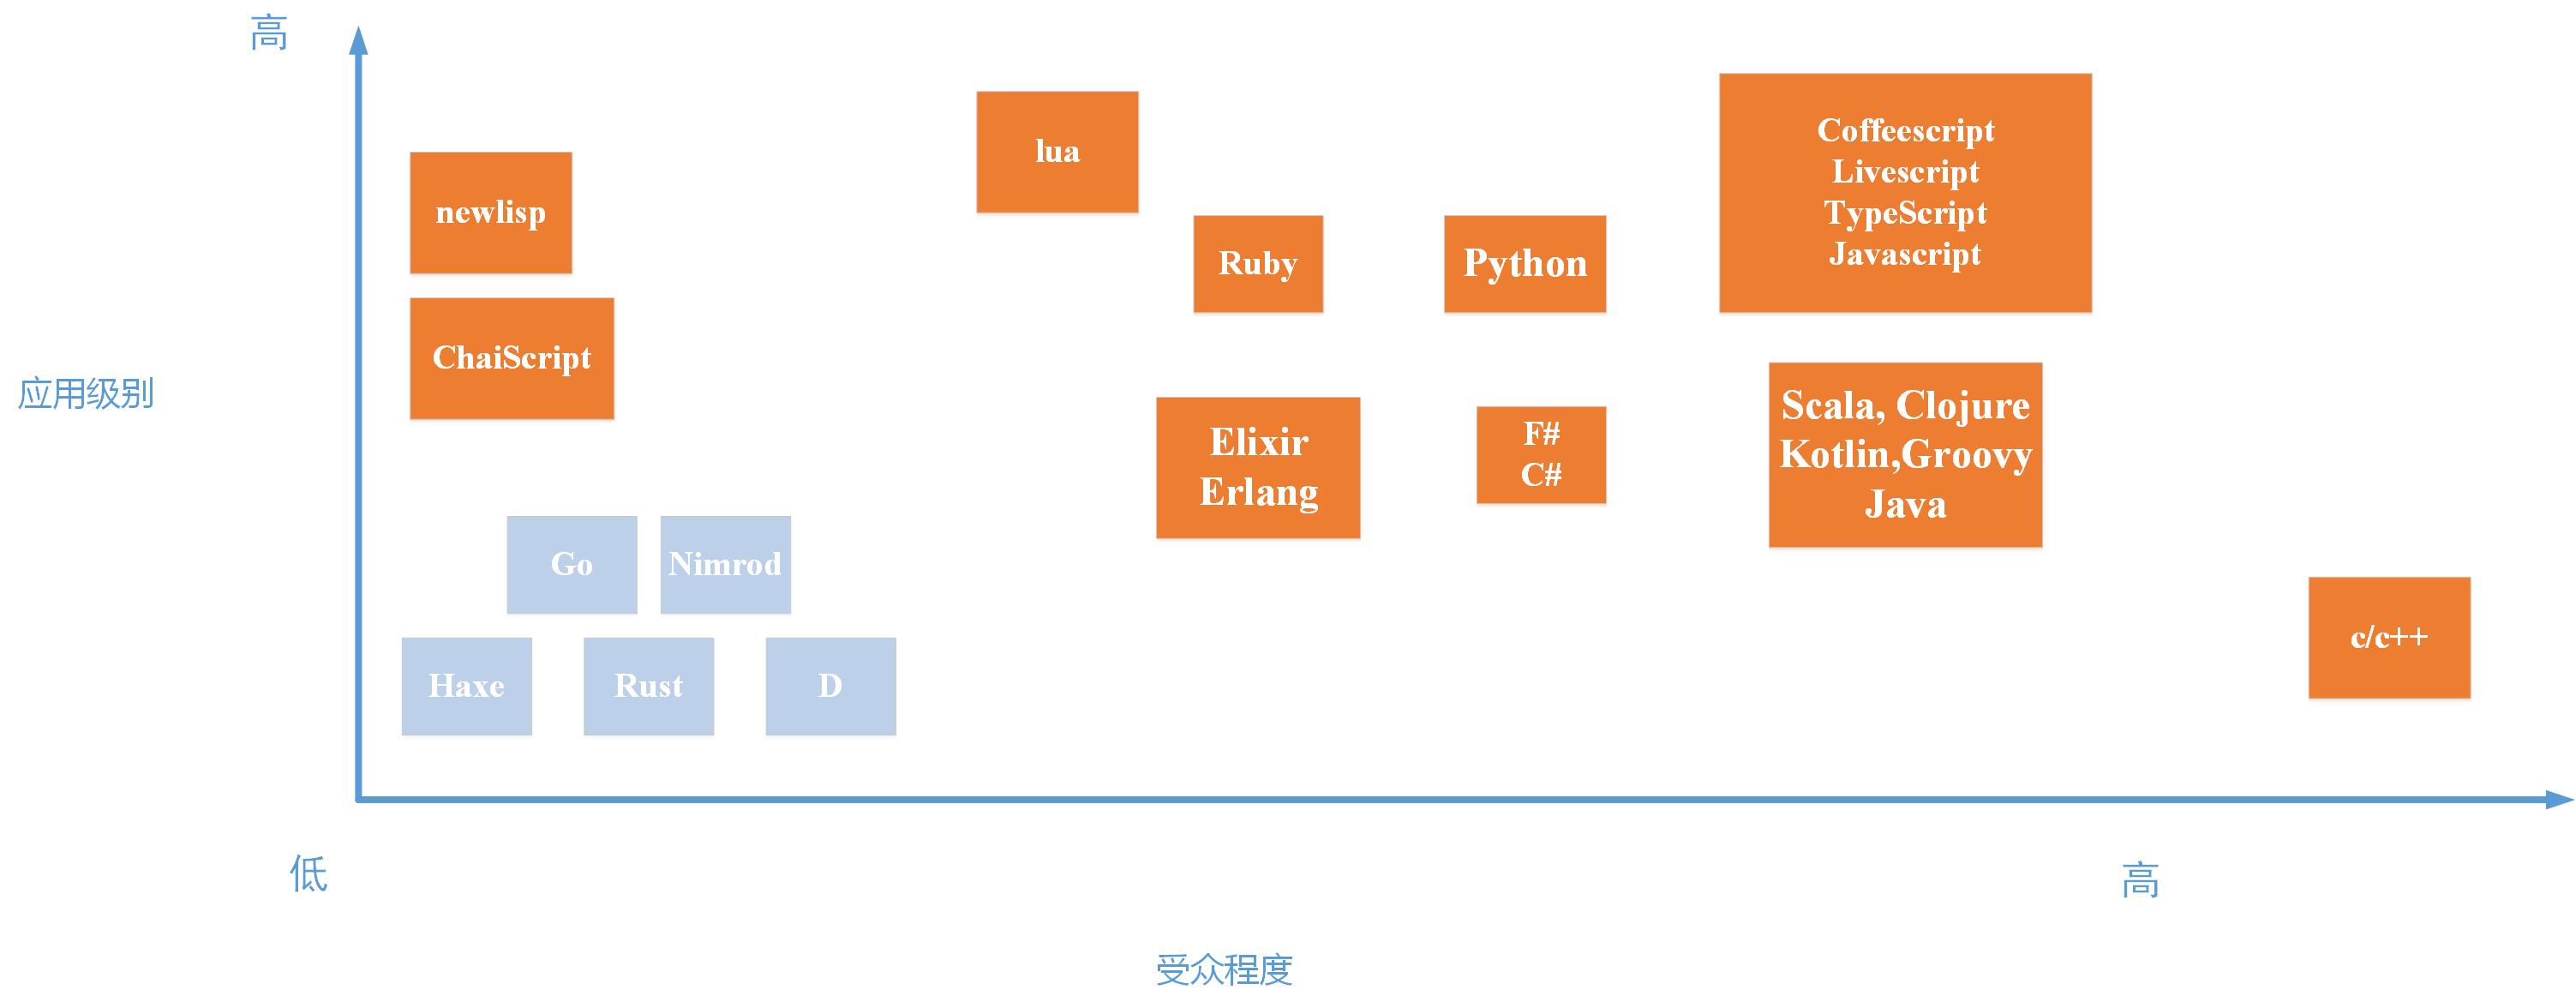 高
lua
Coffeescript
Livescript
TypeScript
Javascript
newlisp
Ruby
Python
ChaiScript
应用级别
Elixir
Erlang
F#
C#
Scala, Clojure
Kotlin,Groovy
Java
Go
Nimrod
c/c++
Haxe
Rust
D
低
高
受众程度